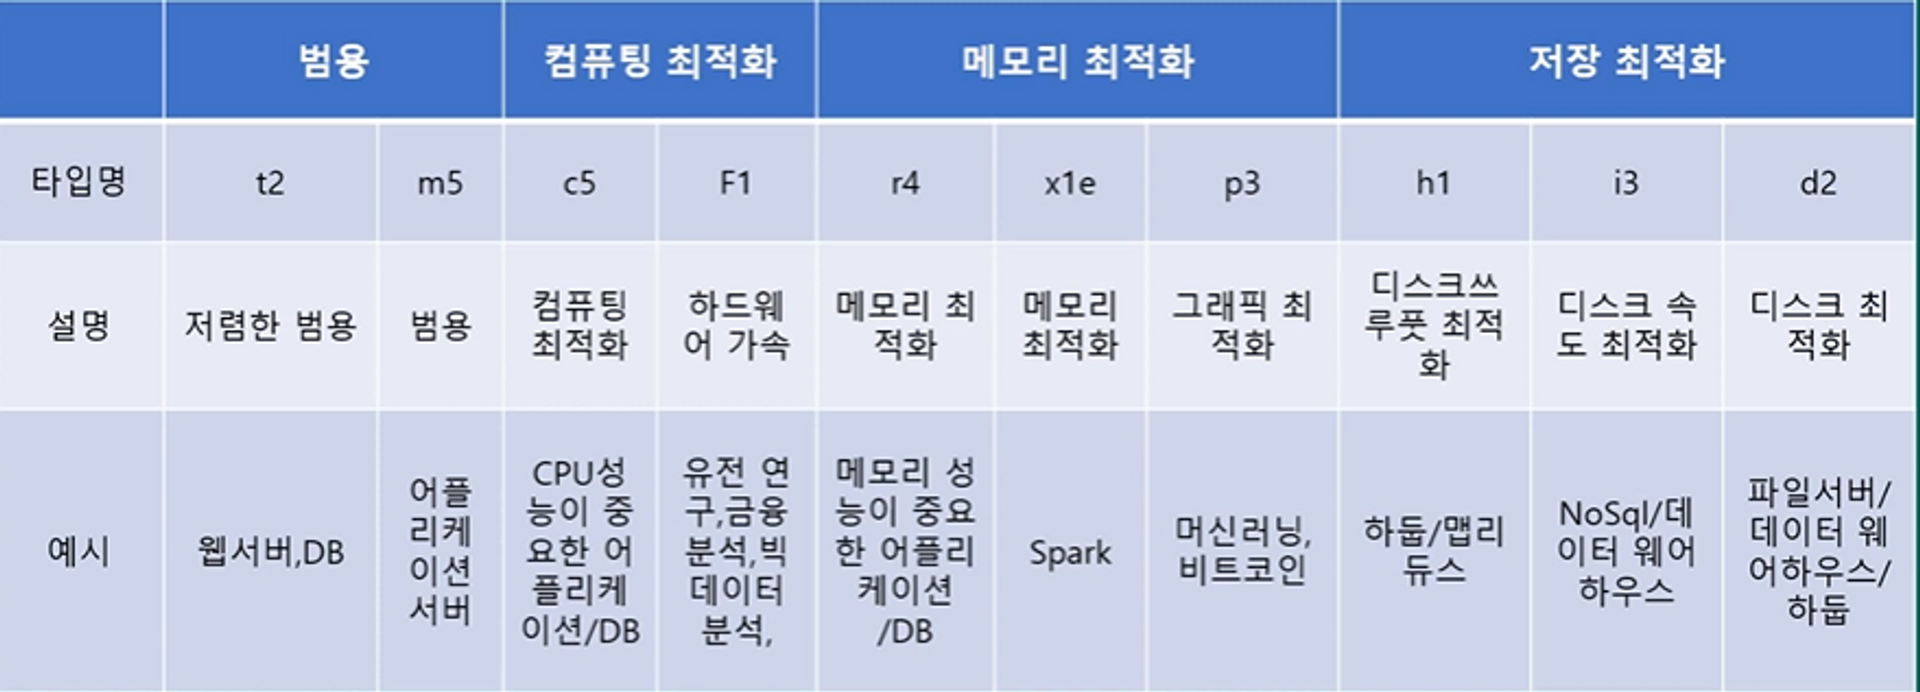 범용
컴퓨팅 최적화
메모리 최적화
저장 최적화
타입명
t2
m5
c5
F1
r4
x1e
p3
h1
i3
d2
설명
저렴한 범용
범용
컴퓨팅
최적화
하드웨
어 가속
메모리 최
적화
메모리
최적화
그래픽 최
적화
디스크쓰
루풋 최적
화
디스크 속
도 최적화
디스크 최
적화
예시
웹서버,DB
어플
리케
이션
서버
CPU성
능이 중
요한 어
플리케
이션/DB
유전 연
구,금융
분석,빅
데이터
분석,
메모리 성
능이 중요
한 어플리
케이션
/DB
Spark
머신러닝,
비트코인
하둡/맵리
듀스
NoSql/데
이터 웨어
하우스
파일서버/
데이터 웨
어하우스/
하둡